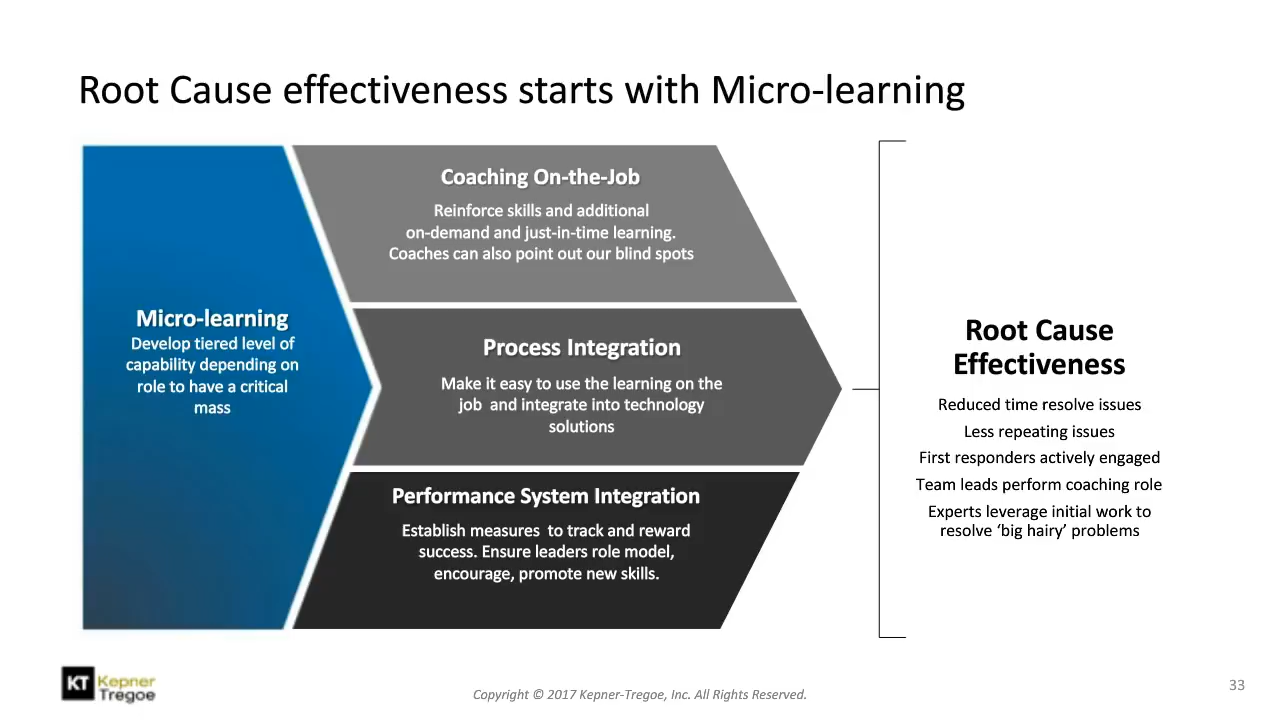 Root Cause effectiveness starts with Micro-learning
Micro-learning
Develop tiered level of
capability depending on
role to have a critical
mass
Coaching On-the-Job
Reinforce skills and additional
on-demand and just-in-time learning.
Coaches can also point out our blind spots
Process Integration
Make it easy to use the learning on the
job  and integrate into technology
solutions
Performance System Integration
Establish measures  to track and reward
success. Ensure leaders role model,
encourage, promote new skills.
Root Cause
Effectiveness
Reduced time resolve issues
Less repeating issues
First responders actively engaged
Team leads perform coaching role
Experts leverage initial work to
resolve ‘big hairy’ problems
KT Kepner
Tregoe
Copyright © 2017 Kepner-Tregoe, Inc. All Rights Reserved.
33